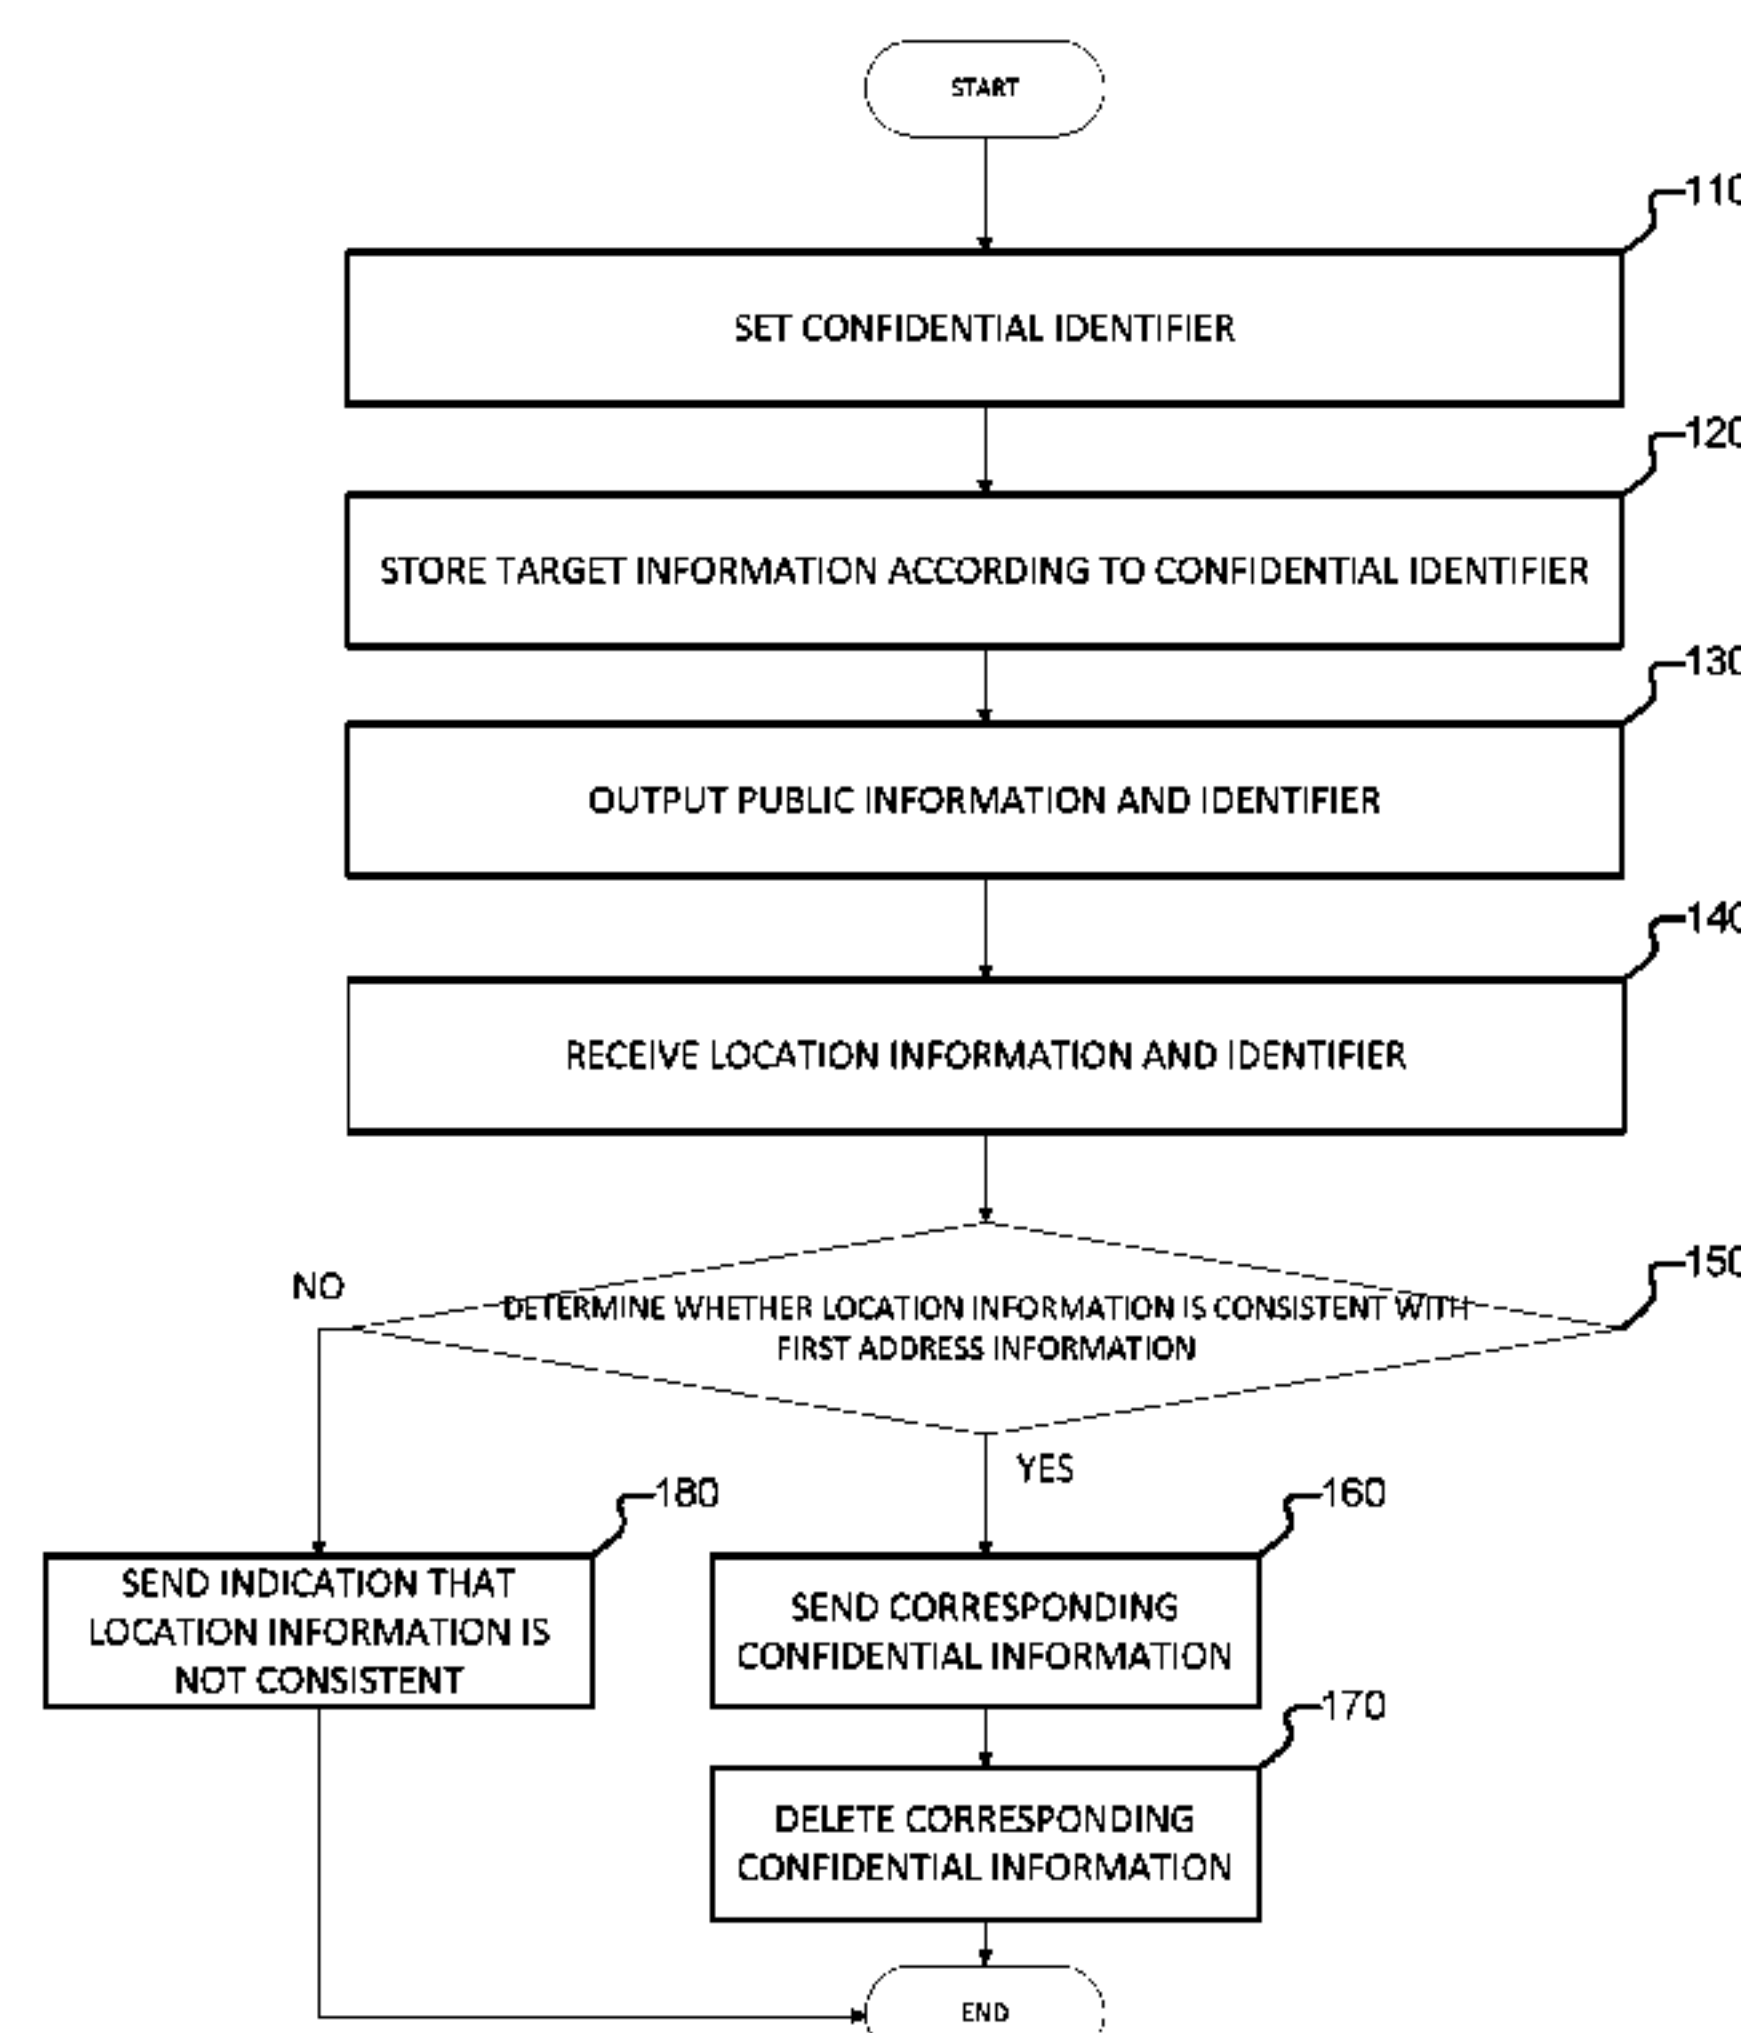 START
110
SET CONFIDENTIAL IDENTIFIER
120
STORE TARGET INFORMATION ACCORDING TO CONFIDENTIAL IDENTIFIER
130
OUTPUT PUBLIC INFORMATION AND IDENTIFIER
140
RECEIVE LOCATION INFORMATION AND IDENTIFIER
150
NO
DETERMINE WHETHER LOCATION INFORMATION IS CONSISTENT WITH
FIRST ADDRESS INFORMATION
YES
180
160
SEND INDICATION THAT
LOCATION INFORMATION IS
NOT CONSISTENT
SEND CORRESPONDING
CONFIDENTIAL INFORMATION
170
DELETE CORRESPONDING
CONFIDENTIAL INFORMATION
END